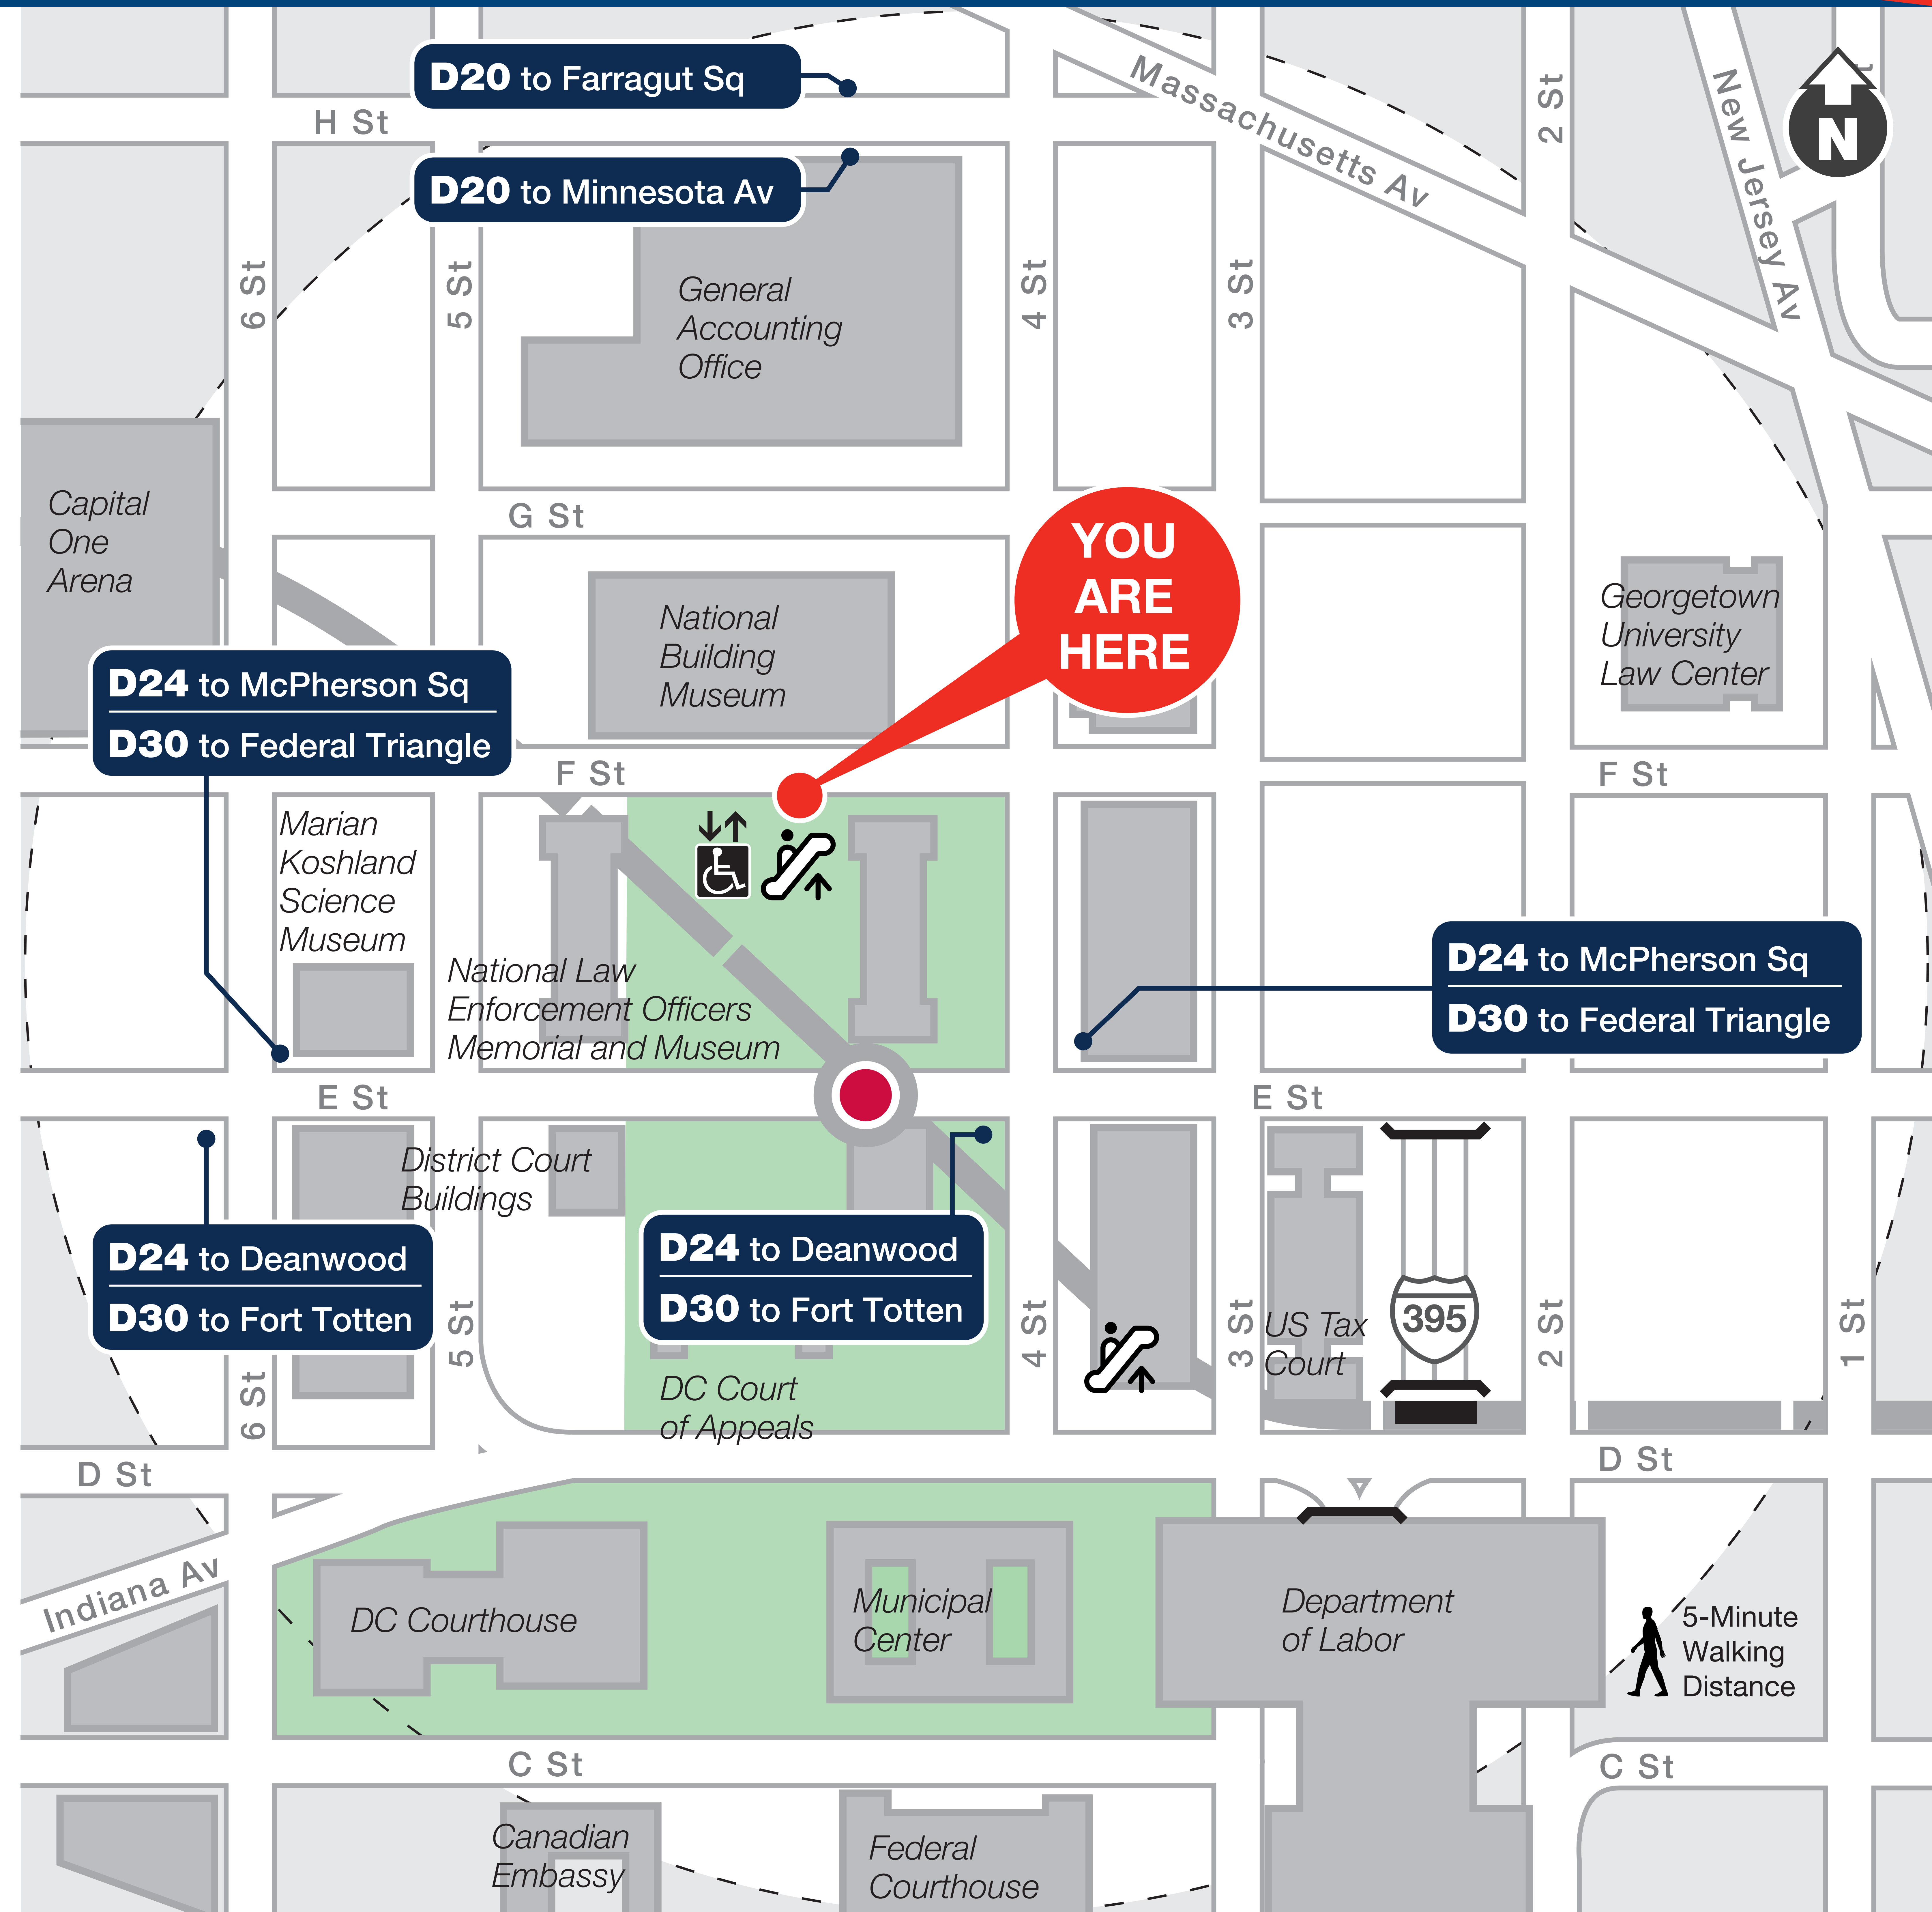 D20 to Farragut Sq
H St
D20 to Minnesota Av
Massachusetts Av
2 St
New Jersey Av
t
N
6 St
5 St
4 St
3 St
General
Accounting
Office
Capital
One
Arena
G St
YOU
ARE
HERE
National
Building
Museum
Georgetown
University
Law Center
D24 to McPherson Sq
D30 to Federal Triangle
F St
F St
Marian
Koshland
Science
Museum
National Law
Enforcement Officers
Memorial and Museum
D24 to McPherson Sq
D30 to Federal Triangle
E St
E St
District Court
Buildings
D24 to Deanwood
D30 to Fort Totten
D24 to Deanwood
D30 to Fort Totten
6 St
5 St
4 St
3 St
US Tax
Court
395
2 St
1 St
DC Court
of Appeals
D St
D St
Indiana Av
DC Courthouse
Municipal
Center
Department
of Labor
5-Minute
Walking
Distance
C St
C St
Canadian
Embassy
Federal
Courthouse